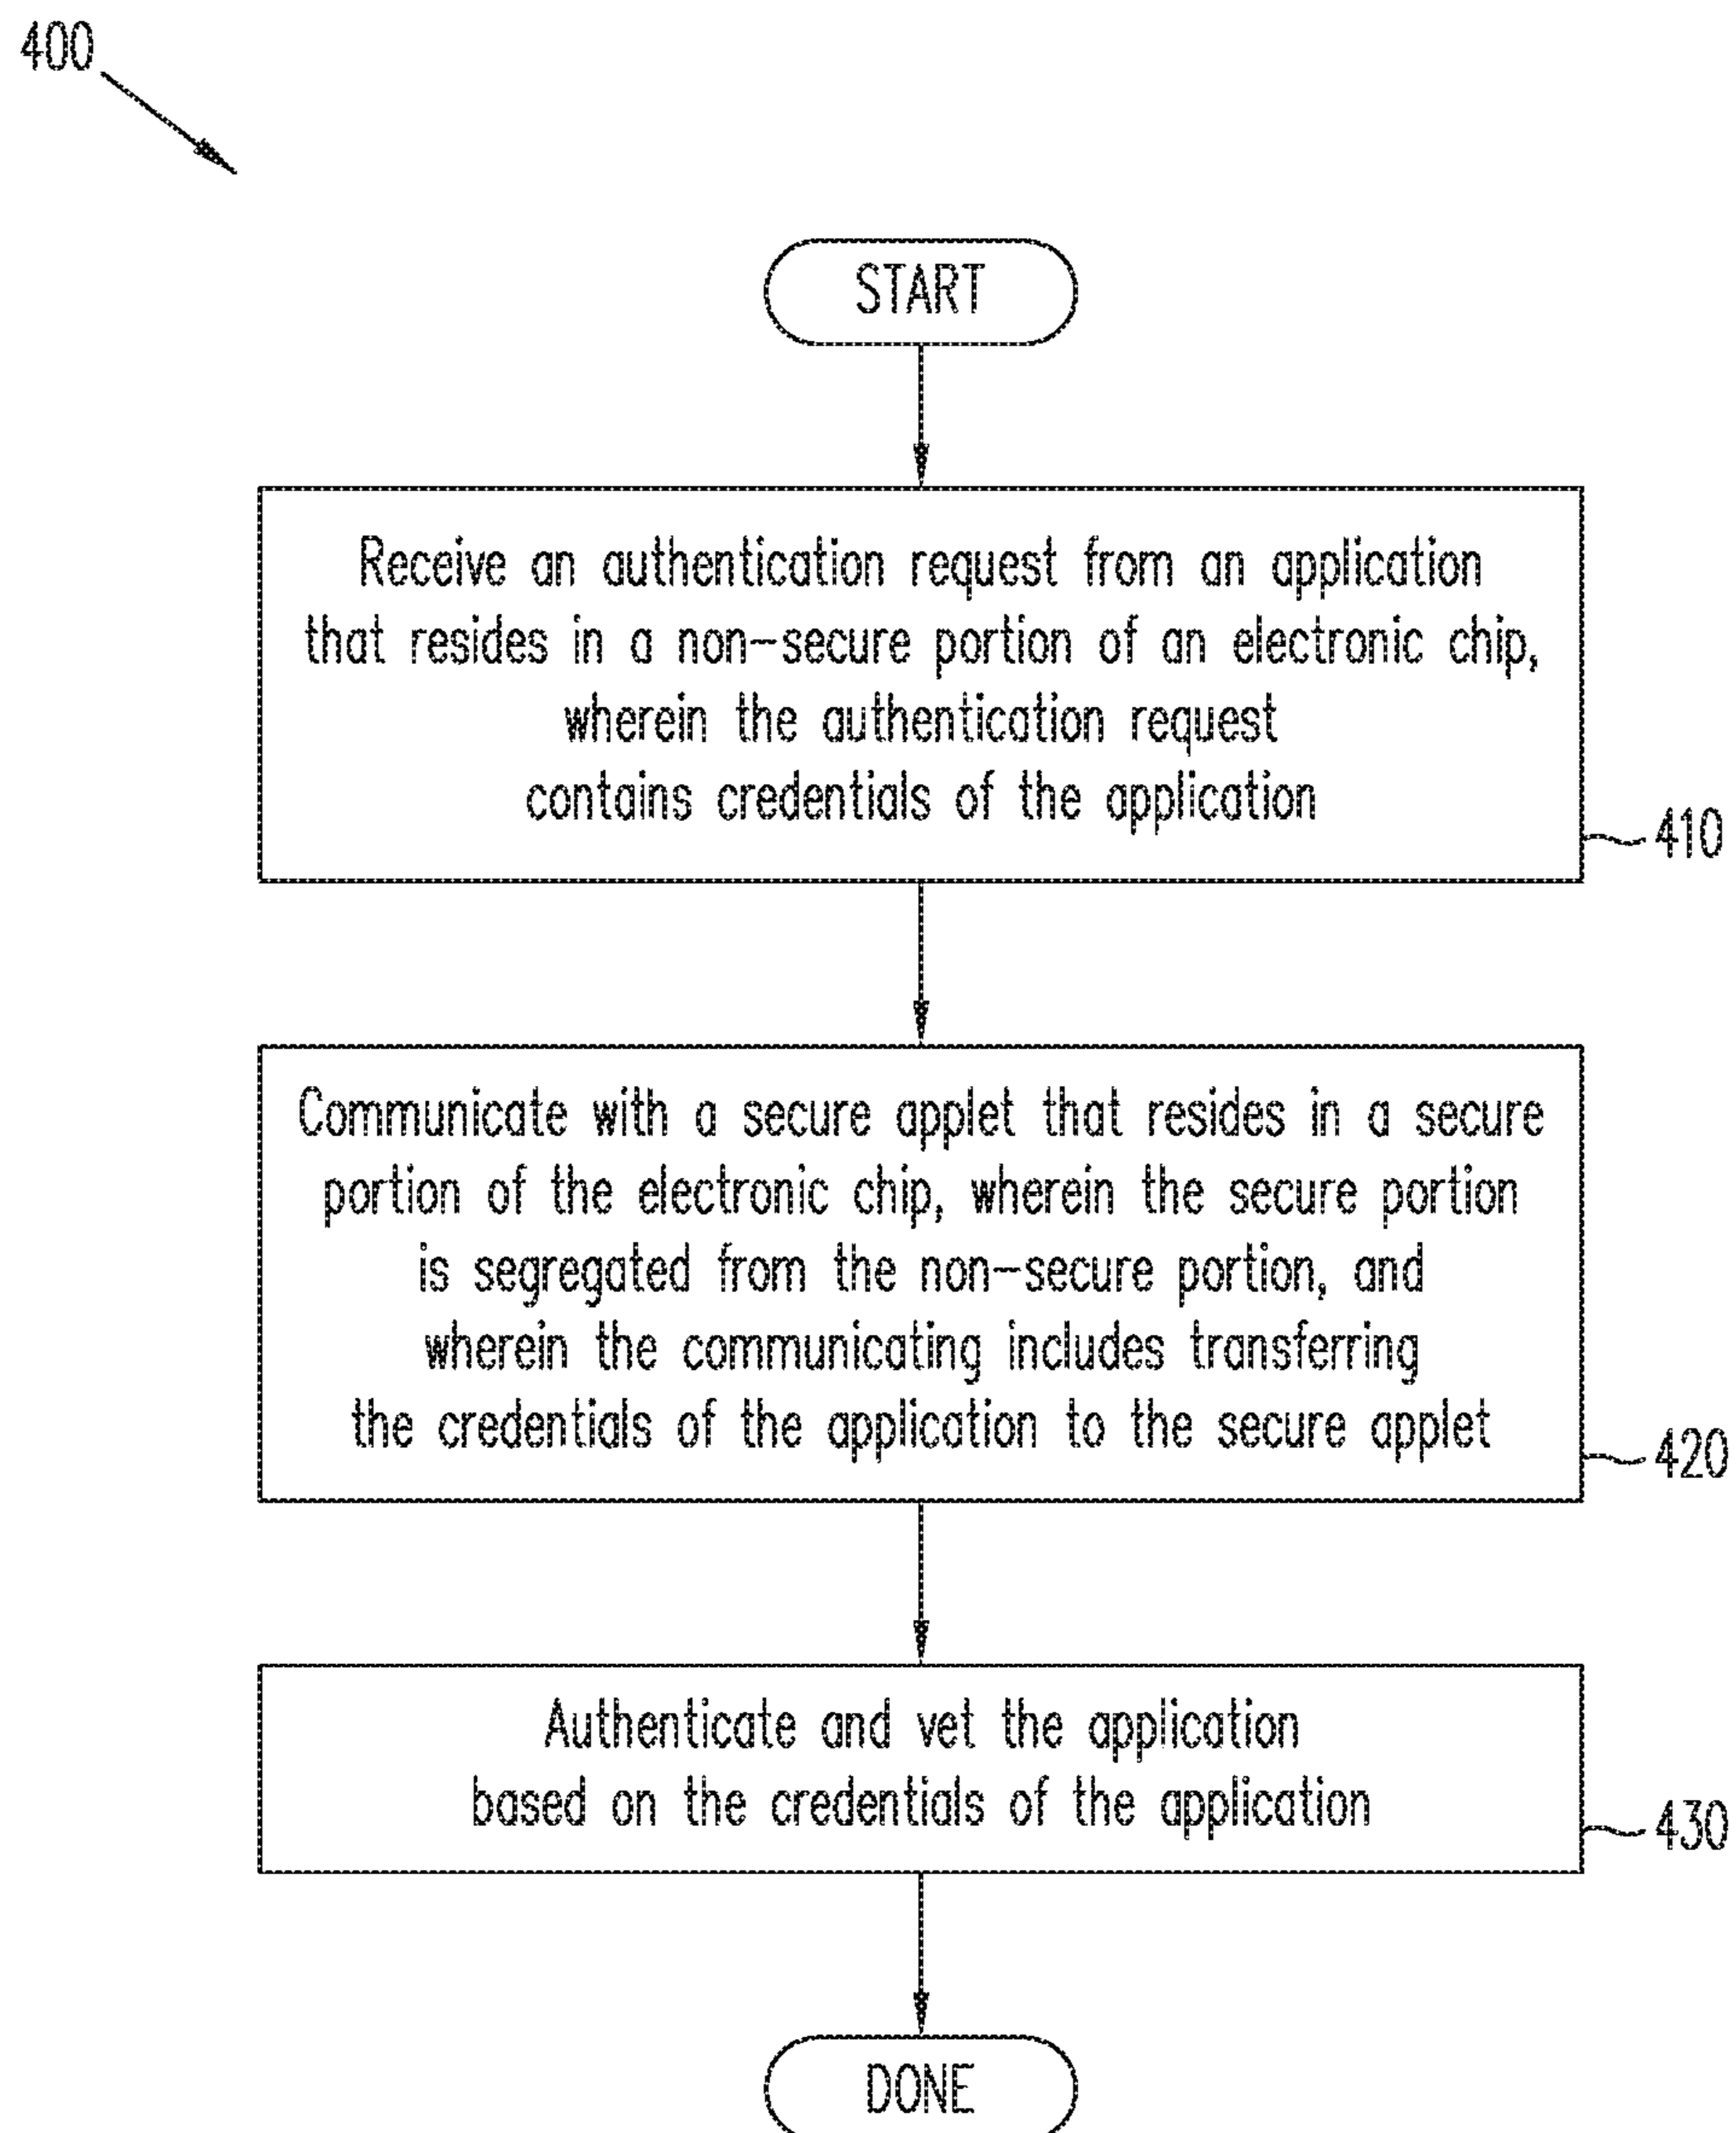 400
START
Receive an authentication request from an application
that resides in a non-secure portion of an electronic chip,
wherein the authentication request
contains credentials of the application
410
Communicate with a secure applet that resides in a secure
portion of the electronic chip, wherein the secure portion
is segregated from the non-secure portion, and
wherein the communicating includes transferring
the credentials of the application to the secure applet
420
Authenticate and vet the application
based on the credentials of the application
430
DONE